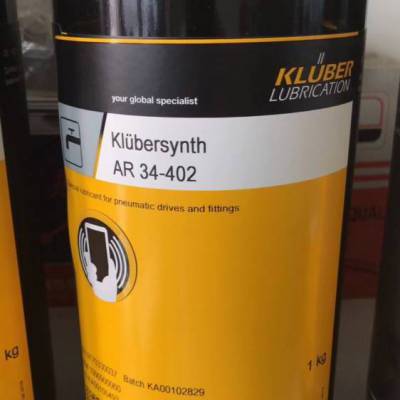 KLÜBER
LUBRICATION
your global specialist
Klübersynth
AR 34-402
lubricant for pneumatic drives and fittings
kg
1 kg
Batch KA00102829